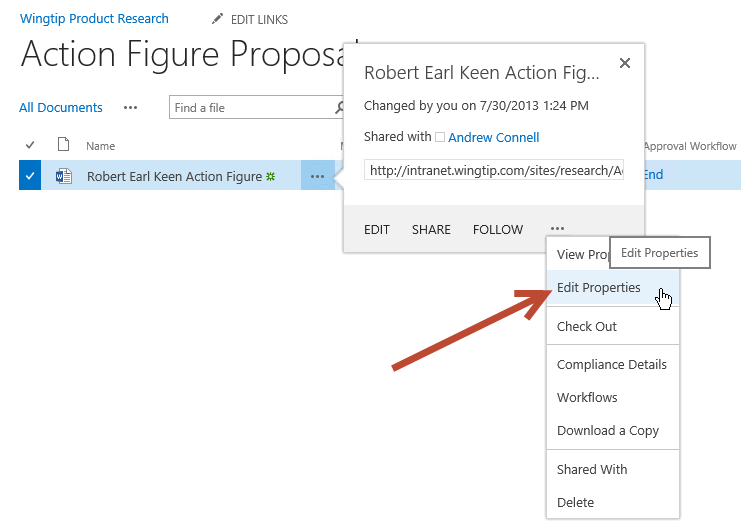 Wingtip Product Research EDIT LINKS
Action Figure Proposal
All Documents ••• Find a file
Name Approval Workflow
Robert Earl Keen Action Figure ••• End
Robert Earl Keen Action Fig...
Changed by you on 7/30/2013 1:24 PM
Shared with Andrew Connell
http://intranet.wingtip.com/sites/research/A
EDIT SHARE FOLLOW •••
View Prop
Edit Properties
Edit Properties
Check Out
Compliance Details
Workflows
Download a Copy
Shared With
Delete